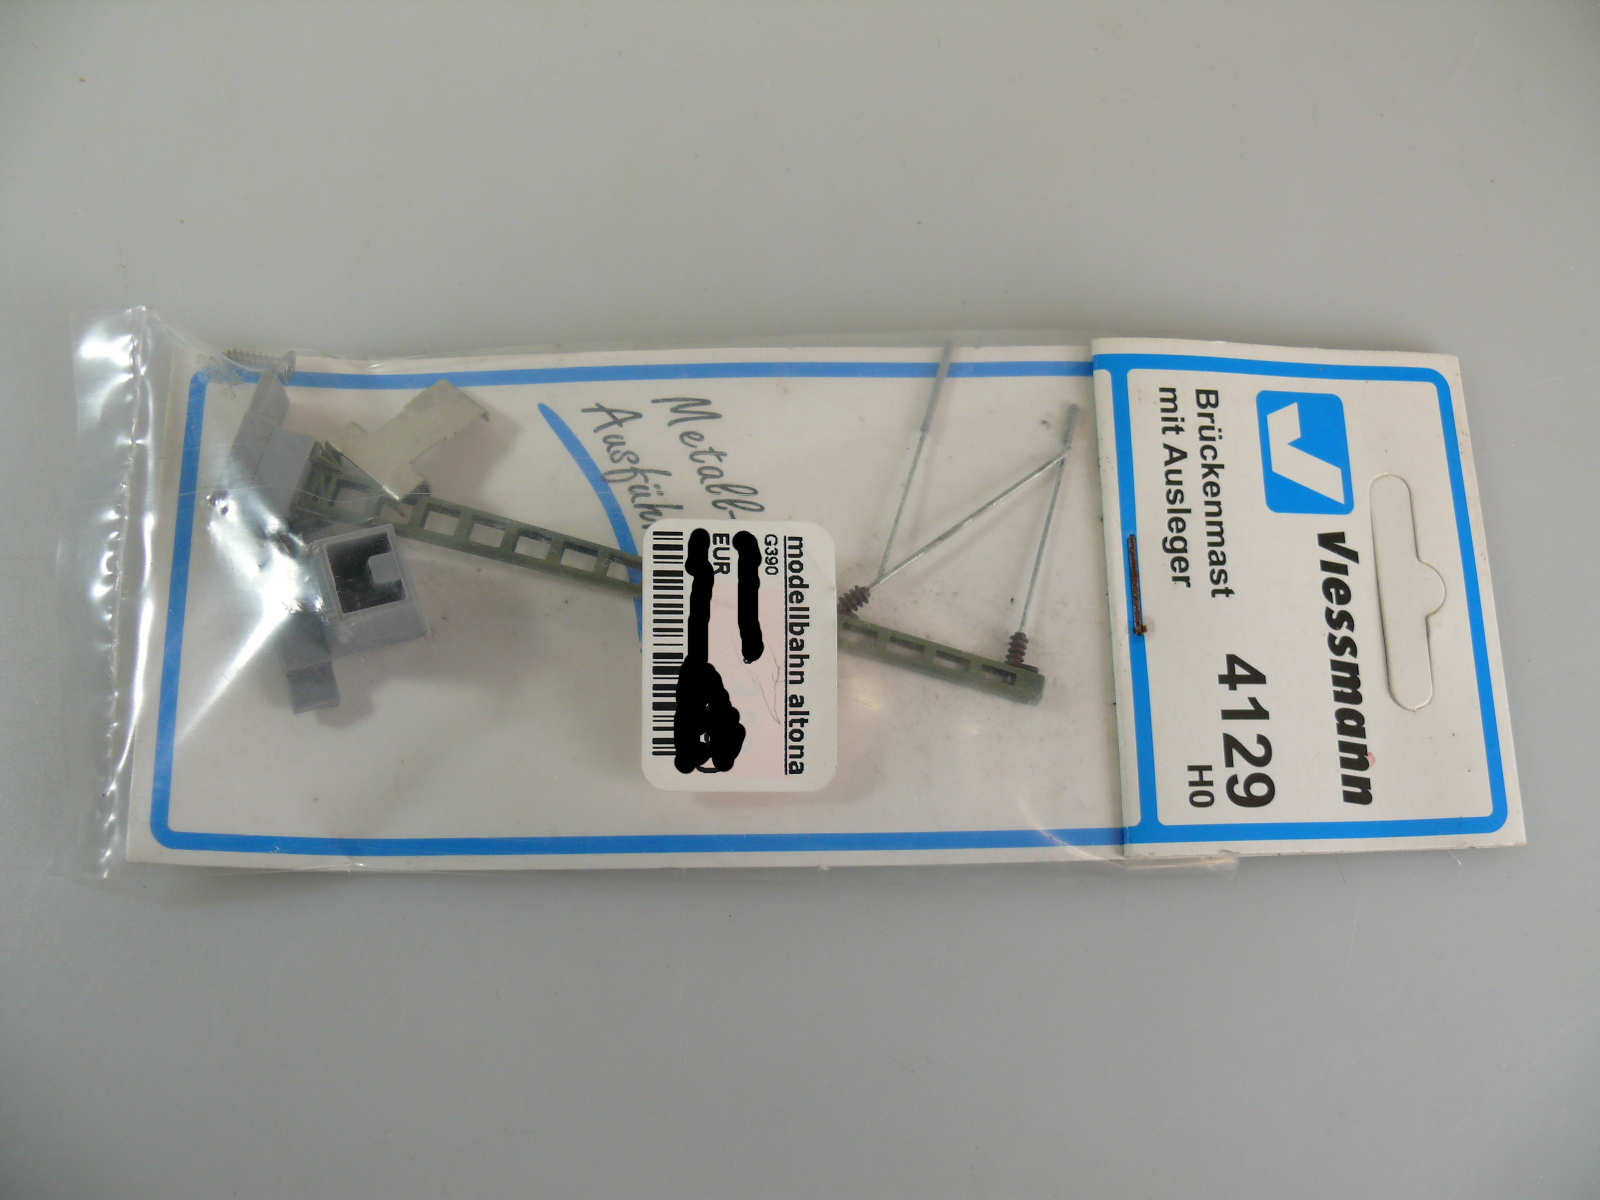 Viessmann
4129
H0
Brückenmast
mit Ausleger
Metall-
modellbahn altona
G390
EUR